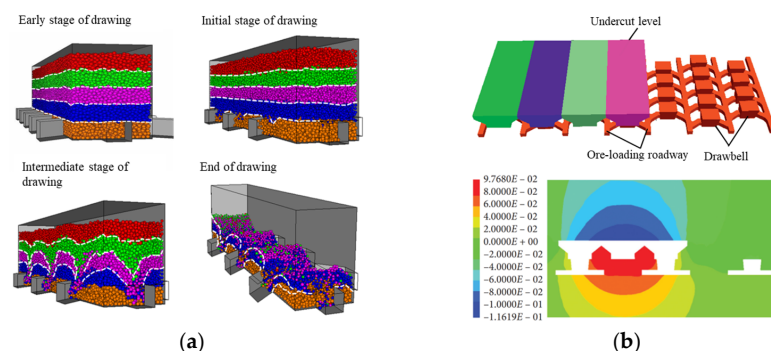 Early stage of drawing
Initial stage of drawing
Intermediate stage of
drawing
End of drawing
(a)
Undercut level
Ore-loading roadway
Drawbell
9.7680E − 02
8.0000E − 02
6.0000E − 02
4.0000E − 02
2.0000E − 02
0.0000E + 00
−2.0000E − 02
−4.0000E − 02
−6.0000E − 02
−8.0000E − 02
−1.0000E − 01
−1.1619E − 01
(b)